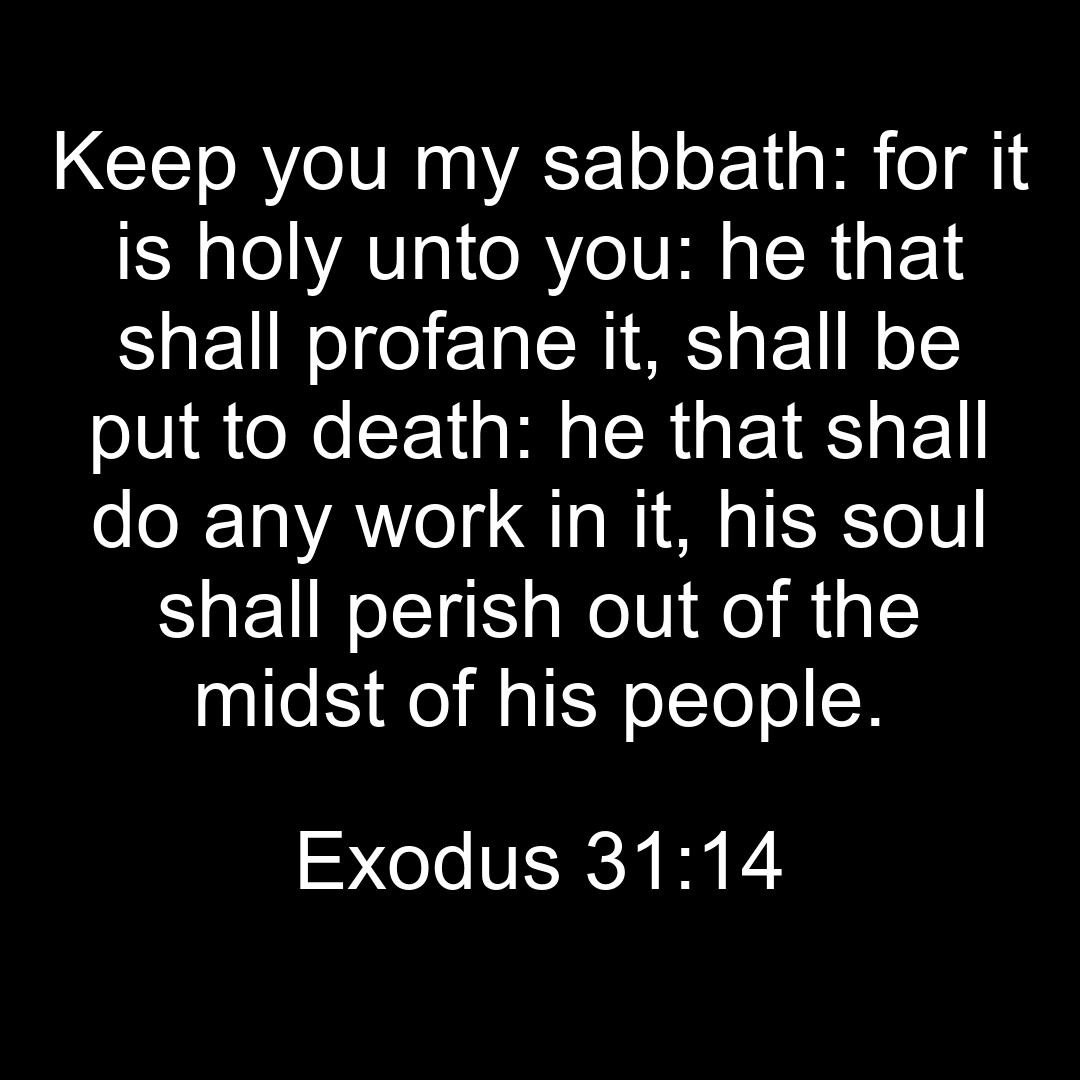 Keep you my sabbath: for it
is holy unto you: he that
shall profane it, shall be
put to death: he that shall
do any work in it, his soul
shall perish out of the
midst of his people.
Exodus 31:14